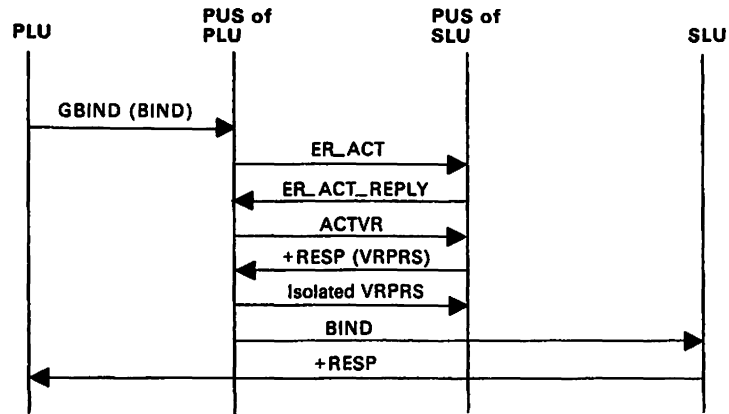 PLU
PUS of
PLU
PUS of
SLU
SLU
GBIND (BIND)
ER_ACT
ER_ACT_REPLY
ACTVR
+RESP (VRPRS)
Isolated VRPRS
BIND
+RESP